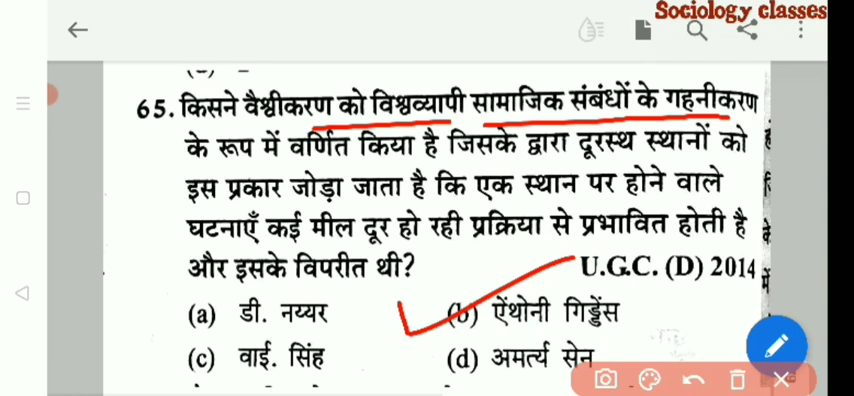 Sociology classes
65. किसने वैश्वीकरण को विश्वव्यापी सामाजिक संबंधों के गहनीकरण
के रूप में वर्णित किया है जिसके द्वारा दूरस्थ स्थानों को
इस प्रकार जोड़ा जाता है कि एक स्थान पर होने वाले
घटनाएँ कई मील दूर हो रही प्रक्रिया से प्रभावित होती है
और इसके विपरीत थी? U.G.C. (D) 2014
(a) डी. नय्यर (b) ऐंथोनी गिड्डेंस
(c) वाई. सिंह (d) अमर्त्य सेन